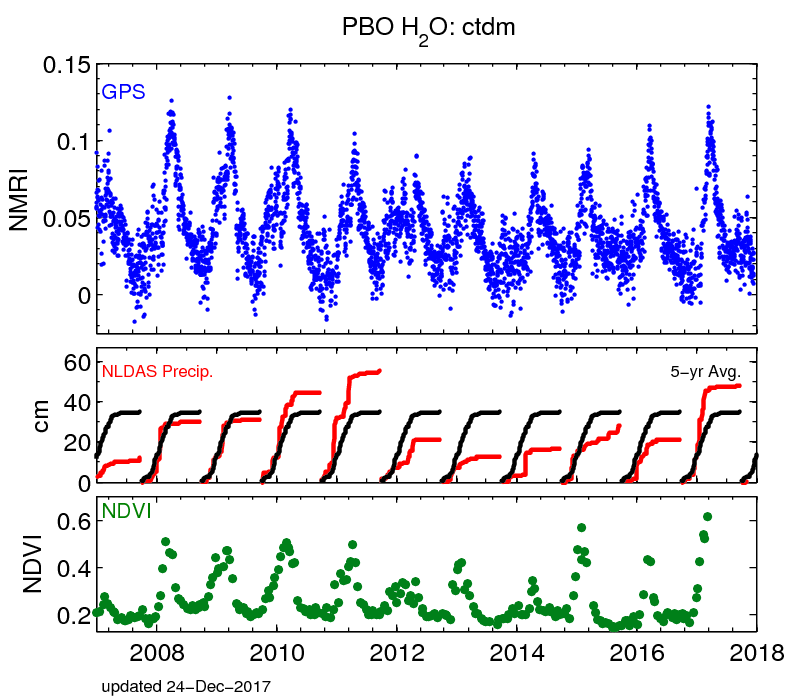 PBO H2O: ctdm
0.15
GPS
0.1
NMRI
0.05
0
60
NLDAS Precip.
5−yr Avg.
40
cm
20
0
NDVI
0.6
NDVI
0.4
0.2
2008 2010 2012 2014 2016 2018
updated 24−Dec−2017